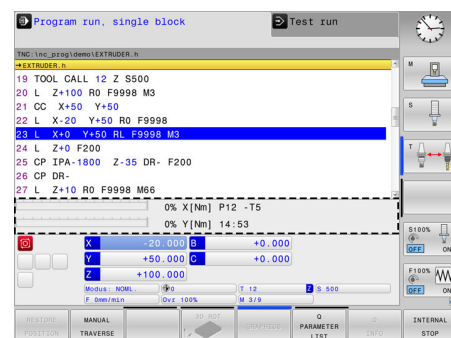 Program run, single block
Test run
TNC:\nc_prog\demo\EXTRUDER.h
→EXTRUDER.h
19 TOOL CALL 12 Z S500
20 L Z+100 R0 F9998 M3
21 CC X+50 Y+50
22 L X-20 Y+50 R0 F9998
23 L X+0 Y+50 RL F9998 M3
24 L Z+0 F200
25 CP IPA-1800 Z-35 DR- F200
26 CP DR-
27 L Z+10 R0 F9998 M66
0% X[Nm] P12 -T5
0% Y[Nm] 14:53
X -20.000 B +0.000
Y +50.000 C +0.000
Z +100.000
Modus: NOML. 0 T 12 Z S 500
F 0mm/min Ovr 100% M 3/9
M
S
T
S100%
OFF ON
F100%
OFF ON
RESTORE POSITION
MANUAL TRAVERSE
3D ROT
GRAPHICS
Q PARAMETER LIST
Q INFO
INTERNAL STOP